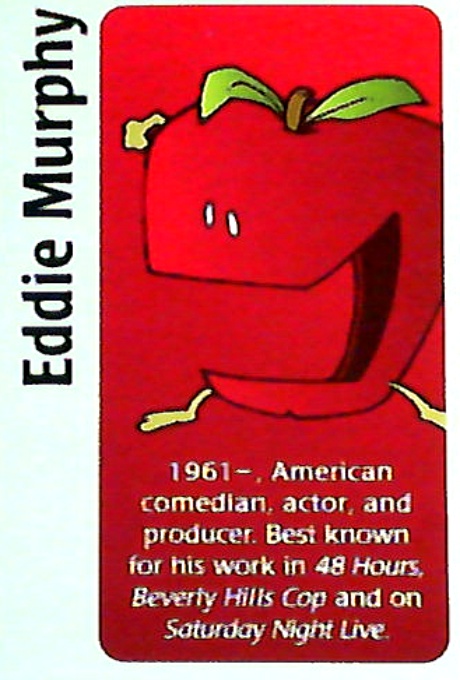 Eddie Murphy
1961–, American
comedian, actor, and
producer. Best known
for his work in 48 Hours,
Beverly Hills Cop and on
Saturday Night Live.